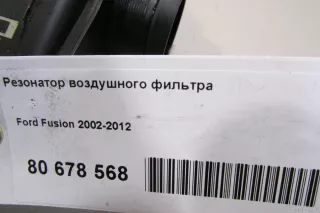 Резонатор воздушного фильтра
Ford Fusion 2002-2012
80 678 568